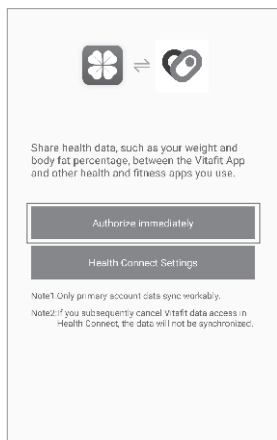 Share health data, such as your weight and
body fat percentage, between the Vitafit App
and other health and fitness apps you use.
Authorize immediately
Health Connect Settings
Note1:Only primary account data sync workably.
Note2:If you subsequently cancel Vitafit data access in
Health Connect, the data will not be synchronized.